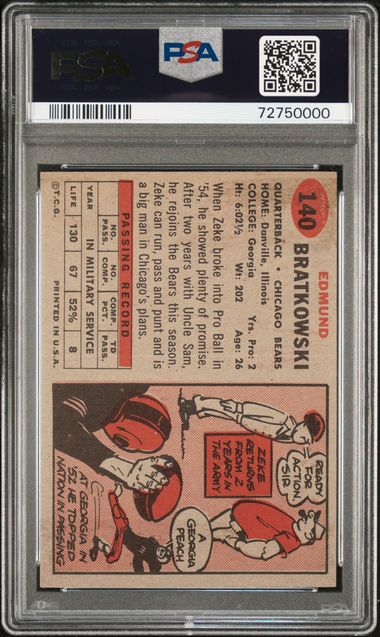 PSA
PSA
72750000
140
EDMUND
BRATKOWSKI
QUARTERBACK • CHICAGO BEARS
HOME: Danville, Illinois
COLLEGE: Georgia Yrs. Pro: 2
Ht: 6:02½ Wt: 202 Age: 26
When Zeke broke into Pro Ball in
'54, he showed plenty of promise.
After two years with Uncle Sam,
he rejoins the Bears this season.
Zeke can run, pass and punt and is
a big man in Chicago's plans.
PASSING RECORD
YEAR NO. PASS. NO. COMP. COMP. PCT. TD PASS.
IN MILITARY SERVICE
LIFE 130 67 52% 8
©T.C.G. PRINTED IN U.S.A.
READY
FOR
ACTION,
SIR
ZEKE
RETURNS
FROM 2
YEARS IN
THE ARMY
A
GEORGIA
PEACH
AT GEORGIA IN
'51, HE TOPPED
NATION IN PASSING